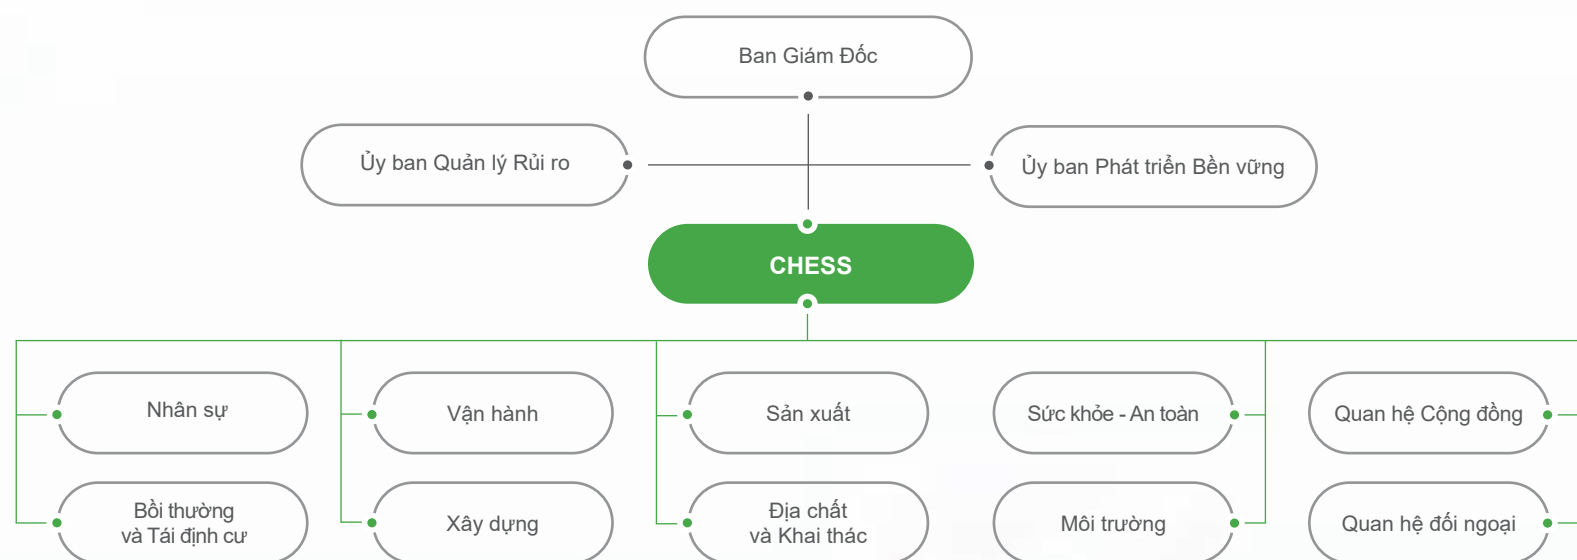 Ban Giám Đốc
Ủy ban Quản lý Rủi ro
Ủy ban Phát triển Bền vững
CHESS
Nhân sự
Vận hành
Sản xuất
Sức khỏe - An toàn
Quan hệ Cộng đồng
Bồi thường
và Tái định cư
Xây dựng
Địa chất
và Khai thác
Môi trường
Quan hệ đối ngoại